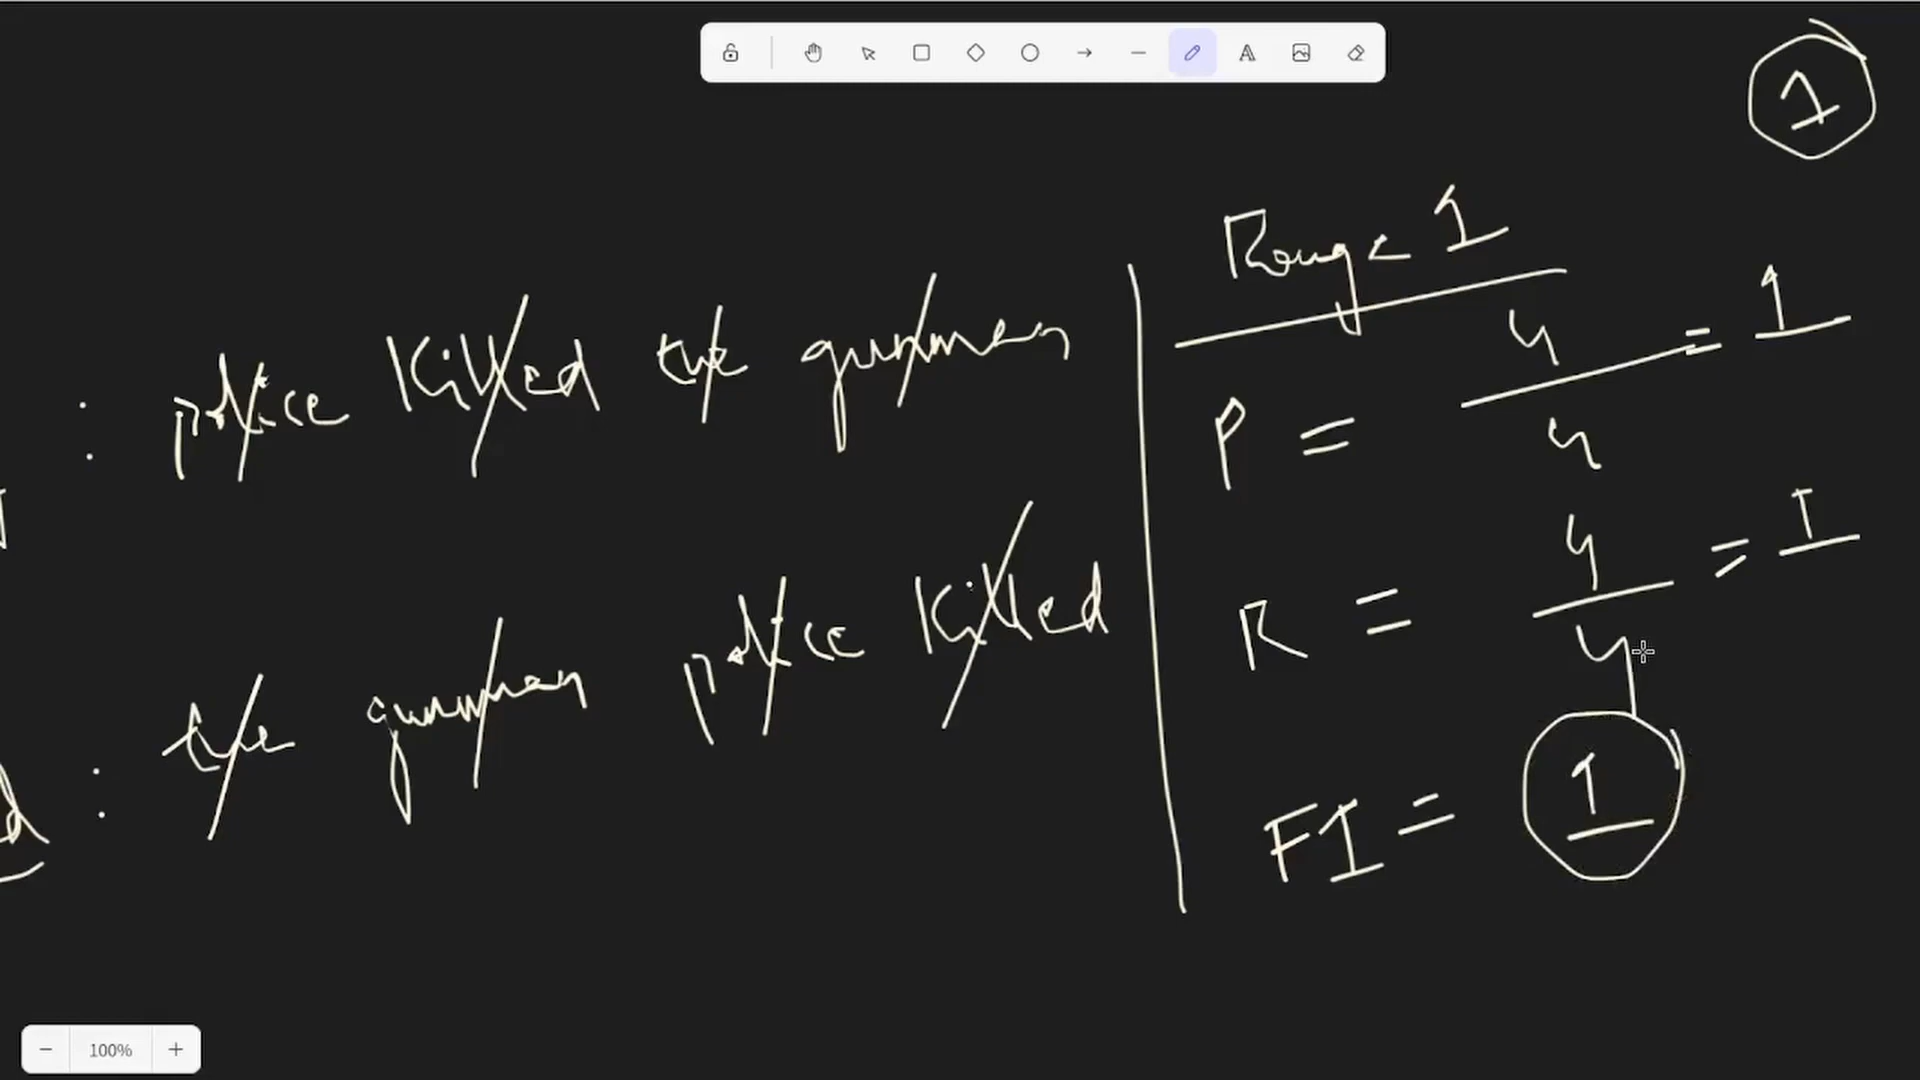 1
Rouge 1
: police killed the gunman
P = 4/4 = 1
R = 4/4 = 1
: the gunman police killed
F1 = 1
100%